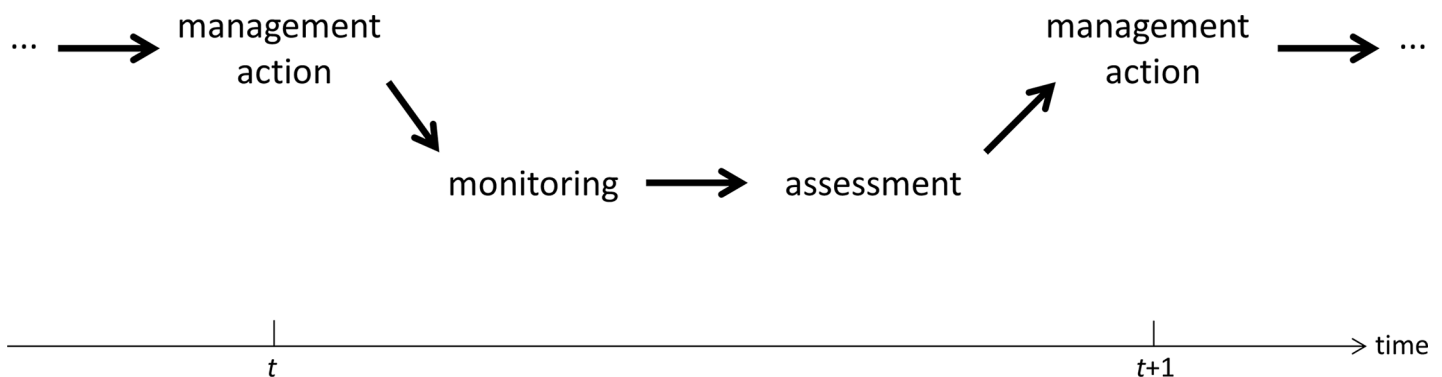 ... management action management action ...
monitoring assessment
time
t t+1